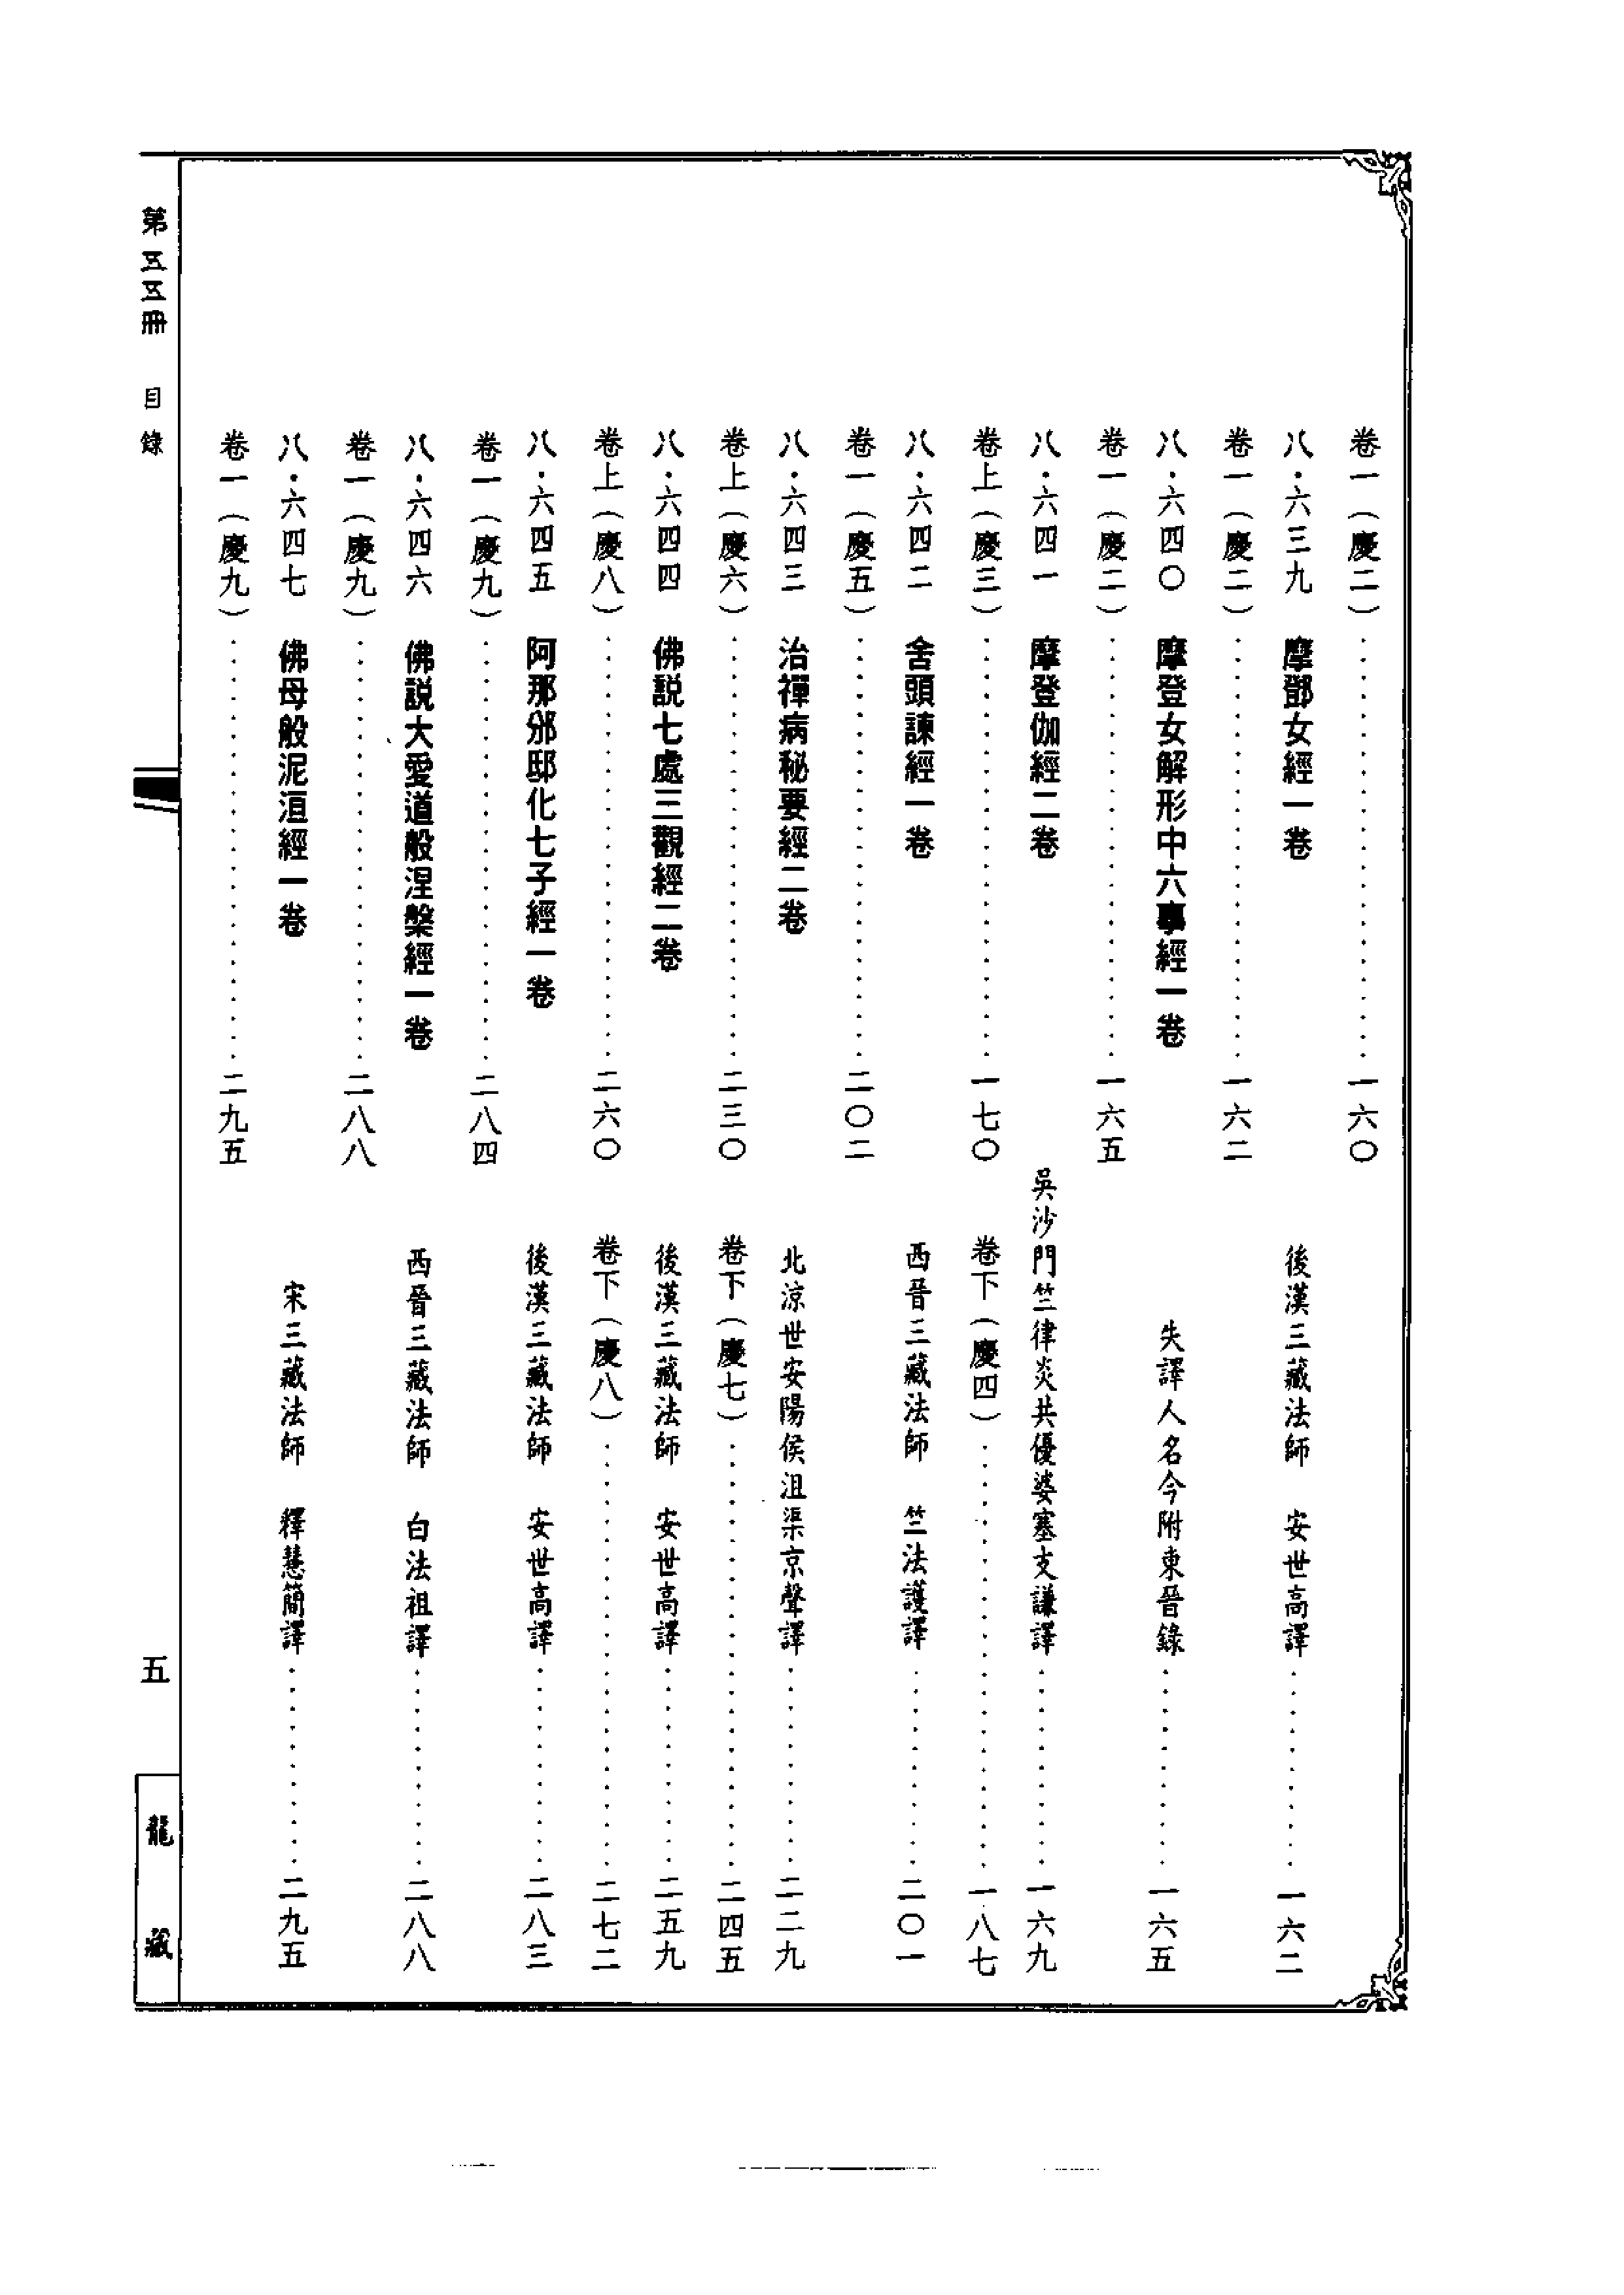 卷一（慶二）····················一六〇
八·六三九　摩鄧女經一卷　後漢三藏法師　安世高譯···········一六二
卷一（慶二）····················一六二
八·六四〇　摩登女解形中六事經一卷　失譯人名今附東晉錄···········一六五
卷一（慶二）····················一六五
八·六四一　摩登伽經二卷　吳沙門竺律炎共優婆塞支謙譯···········一六九
卷上（慶三）····················一七〇　卷下（慶四）····················一八七
八·六四二　舍頭諫經一卷　西晉三藏法師　竺法護譯···········二〇一
卷一（慶五）····················二〇二
八·六四三　治禪病秘要經二卷　北涼世安陽侯沮渠京聲譯···········二二九
卷上（慶六）····················二三〇　卷下（慶七）····················二四五
八·六四四　佛説七處三觀經二卷　後漢三藏法師　安世高譯···········二五九
卷上（慶八）····················二六〇　卷下（慶八）····················二七二
八·六四五　阿那邠邸化七子經一卷　後漢三藏法師　安世高譯···········二八三
卷一（慶九）····················二八四
八·六四六　佛説大愛道般涅槃經一卷　西晉三藏法師　白法祖譯···········二八八
卷一（慶九）····················二八八
八·六四七　佛母般泥洹經一卷　宋三藏法師　釋慧簡譯···········二九五
卷一（慶九）····················二九五
第五五冊　目錄　五　龍藏